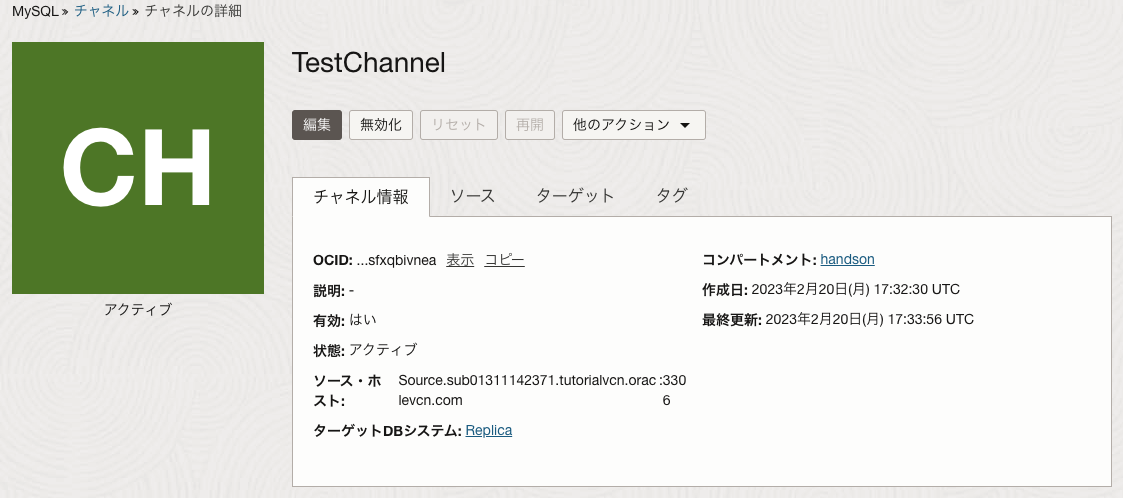 MySQL » チャネル » チャネルの詳細
CH
アクティブ
TestChannel
編集 無効化 リセット 再開 他のアクション
チャネル情報 ソース ターゲット タグ
OCID: ...sfxqbivnea 表示 コピー
説明: -
有効: はい
状態: アクティブ
ソース・ホスト: Source.sub01311142371.tutorialvcn.orac :330
levcn.com 6
ターゲットDBシステム: Replica
コンパートメント: handson
作成日: 2023年2月20日(月) 17:32:30 UTC
最終更新: 2023年2月20日(月) 17:33:56 UTC